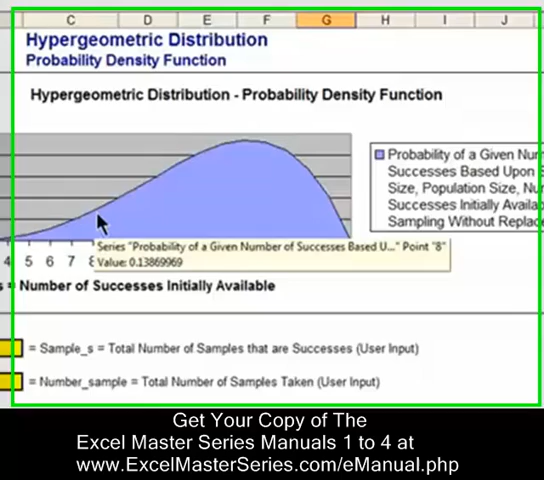 C D E F G H I J
Hypergeometric Distribution
Probability Density Function
Hypergeometric Distribution - Probability Density Function
Probability of a Given
Successes Based Upon
Size, Population Size,
Successes Initially
Sampling Without
Series "Probability of a Given Number of Successes Based U..." Point "8"
Value: 0.13869969
4 5 6 7 8
= Number of Successes Initially Available
= Sample_s = Total Number of Samples that are Successes (User Input)
= Number_sample = Total Number of Samples Taken (User Input)
Get Your Copy of The
Excel Master Series Manuals 1 to 4 at
www.ExcelMasterSeries.com/eManual.php